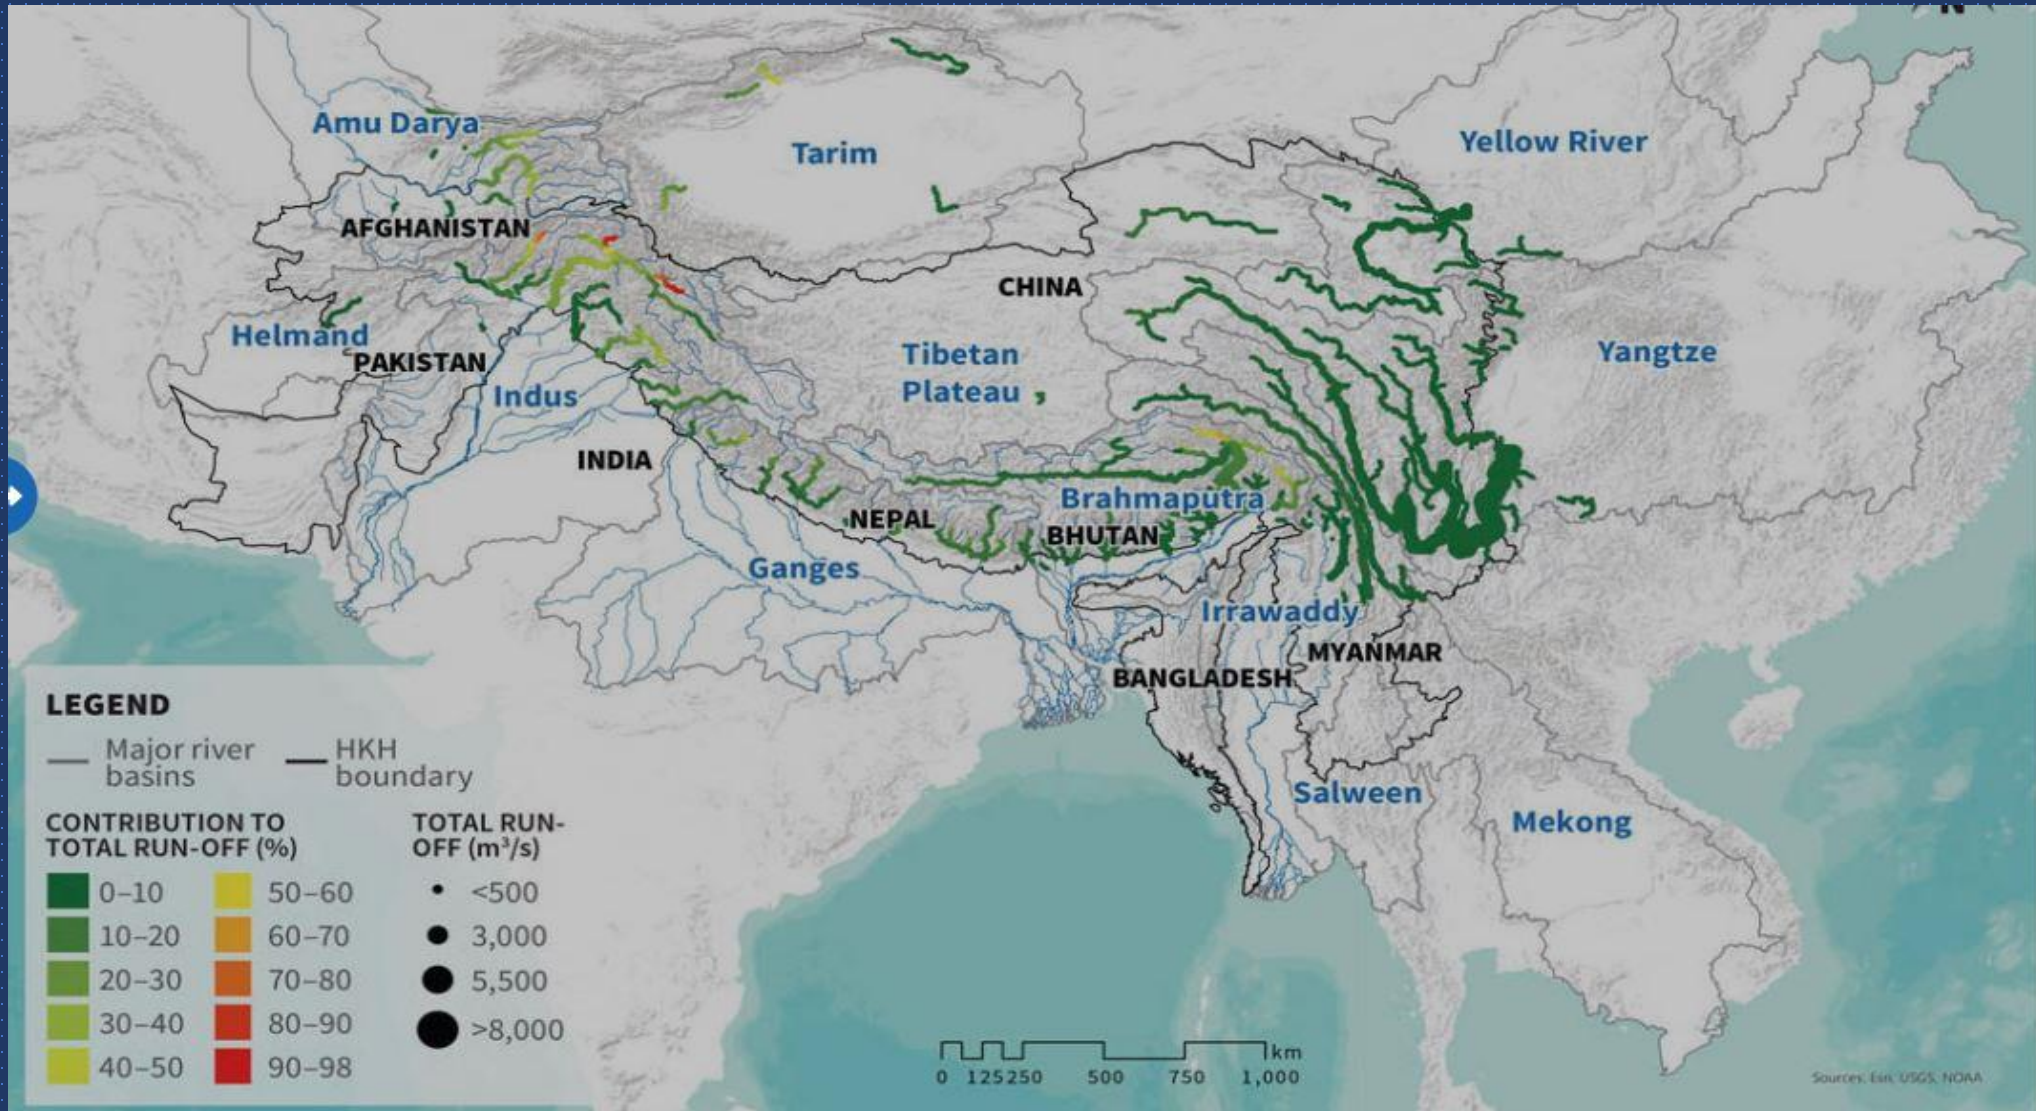 N
Amu Darya
Tarim
Yellow River
AFGHANISTAN
CHINA
Helmand
PAKISTAN
Tibetan
Plateau
Yangtze
Indus
INDIA
Brahmaputra
NEPAL
BHUTAN
Ganges
Irrawaddy
MYANMAR
BANGLADESH
Salween
Mekong
LEGEND
Major river
basins
HKH
boundary
CONTRIBUTION TO
TOTAL RUN-OFF (%)
0–10
10–20
20–30
30–40
40–50
50–60
60–70
70–80
80–90
90–98
TOTAL RUN-
OFF (m³/s)
<500
3,000
5,500
>8,000
km
0 125 250 500 750 1,000
Sources: Esri, USGS, NOAA